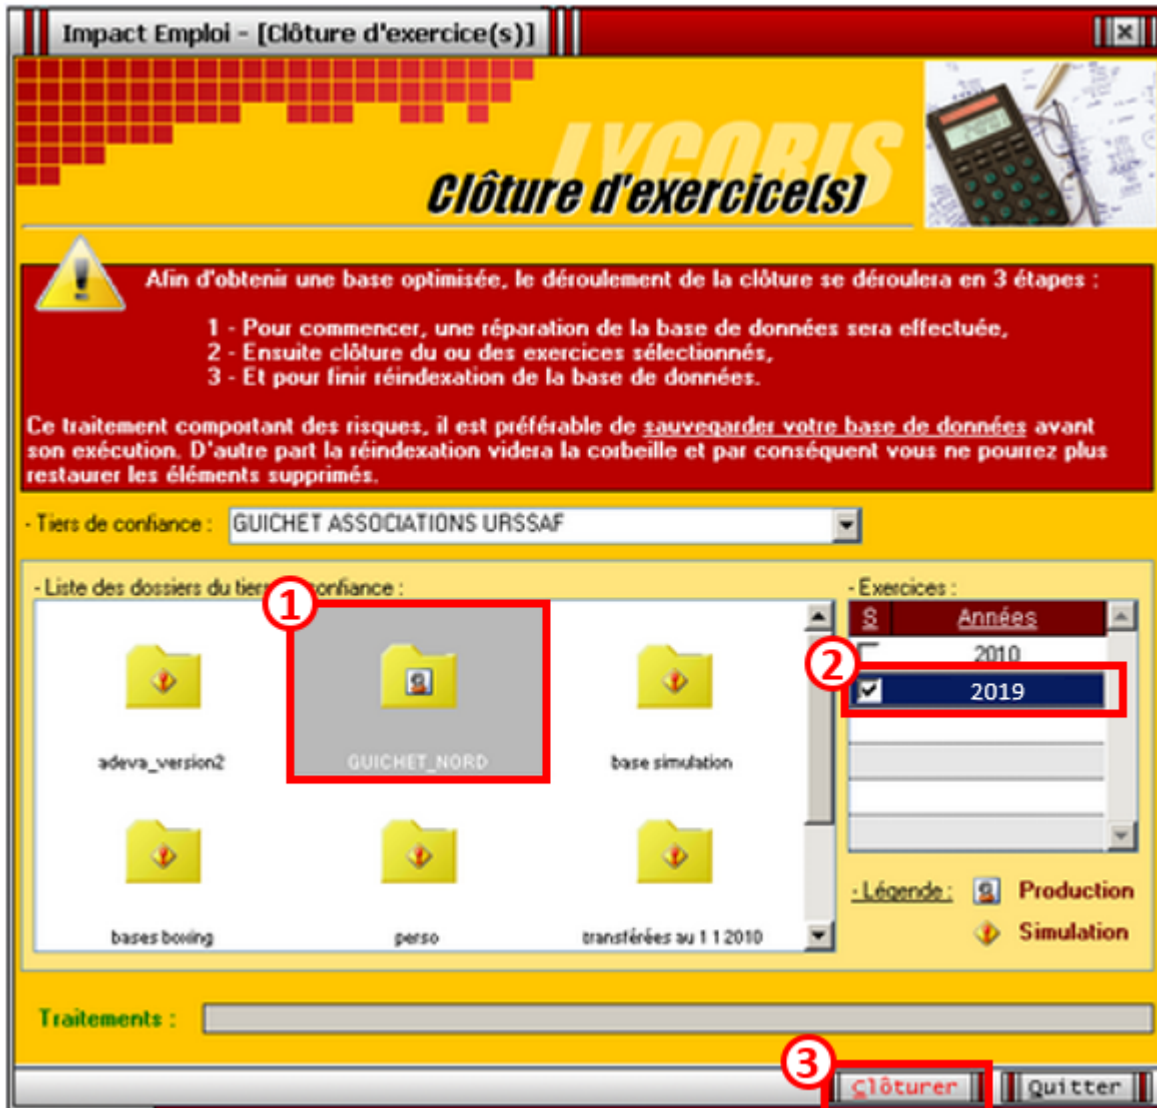 Impact Emploi - [Clôture d'exercice(s)]
LYCORIS
Clôture d'exercice(s)
Afin d'obtenir une base optimisée, le déroulement de la clôture se déroulera en 3 étapes :
1 - Pour commencer, une réparation de la base de données sera effectuée,
2 - Ensuite clôture du ou des exercices sélectionnés,
3 - Et pour finir réindexation de la base de données.
Ce traitement comportant des risques, il est préférable de sauvegarder votre base de données avant
son exécution. D'autre part la réindexation videra la corbeille et par conséquent vous ne pourrez plus
restaurer les éléments supprimés.
- Tiers de confiance : GUICHET ASSOCIATIONS URSSAF
- Liste des dossiers du tiers confiance :
1
adeva_version2
GUICHET_NORD
base simulation
bases boxing
perso
transférées au 1 1 2010
- Exercices :
S Années
2010
2
2019
- Légende : Production
Simulation
Traitements :
3
Clôturer
Quitter